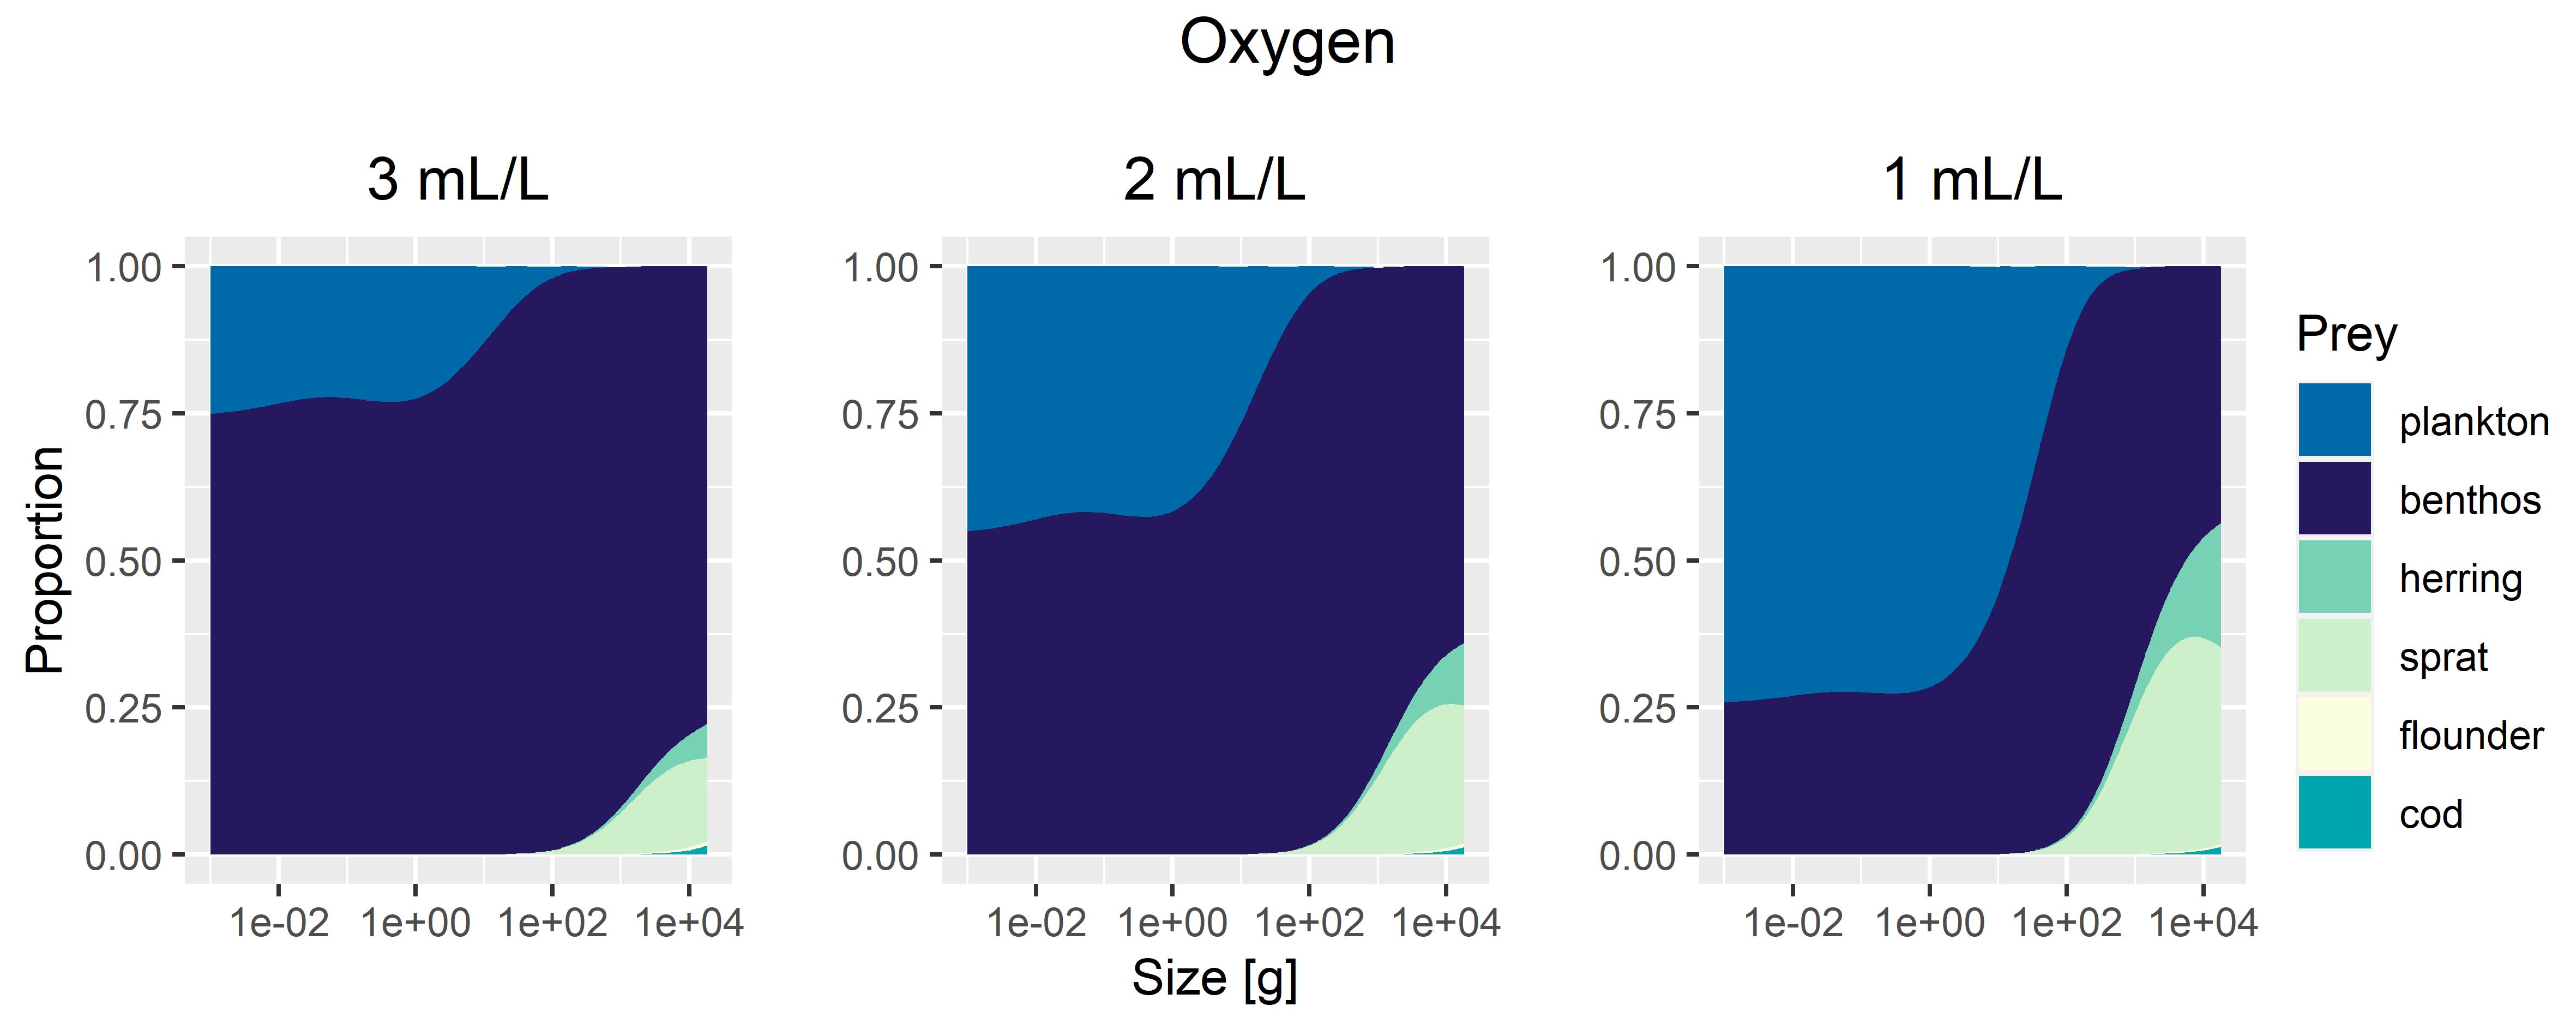 Oxygen
3 mL/L
2 mL/L
1 mL/L
Proportion
1.00
0.75
0.50
0.25
0.00
1e-02 1e+00 1e+02 1e+04
1.00
0.75
0.50
0.25
0.00
1e-02 1e+00 1e+02 1e+04
1.00
0.75
0.50
0.25
0.00
1e-02 1e+00 1e+02 1e+04
Size [g]
Prey
plankton
benthos
herring
sprat
flounder
cod